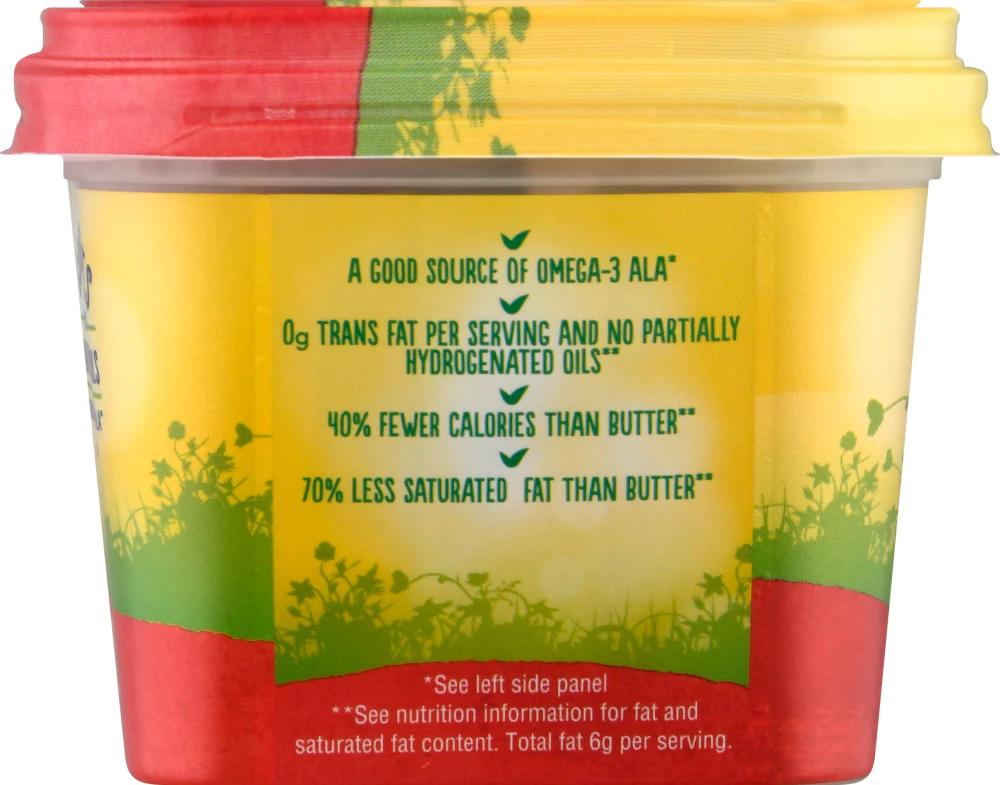 A GOOD SOURCE OF OMEGA-3 ALA*
0g TRANS FAT PER SERVING AND NO PARTIALLY
HYDROGENATED OILS**
40% FEWER CALORIES THAN BUTTER**
70% LESS SATURATED FAT THAN BUTTER**
*See left side panel
**See nutrition information for fat and
saturated fat content. Total fat 6g per serving.